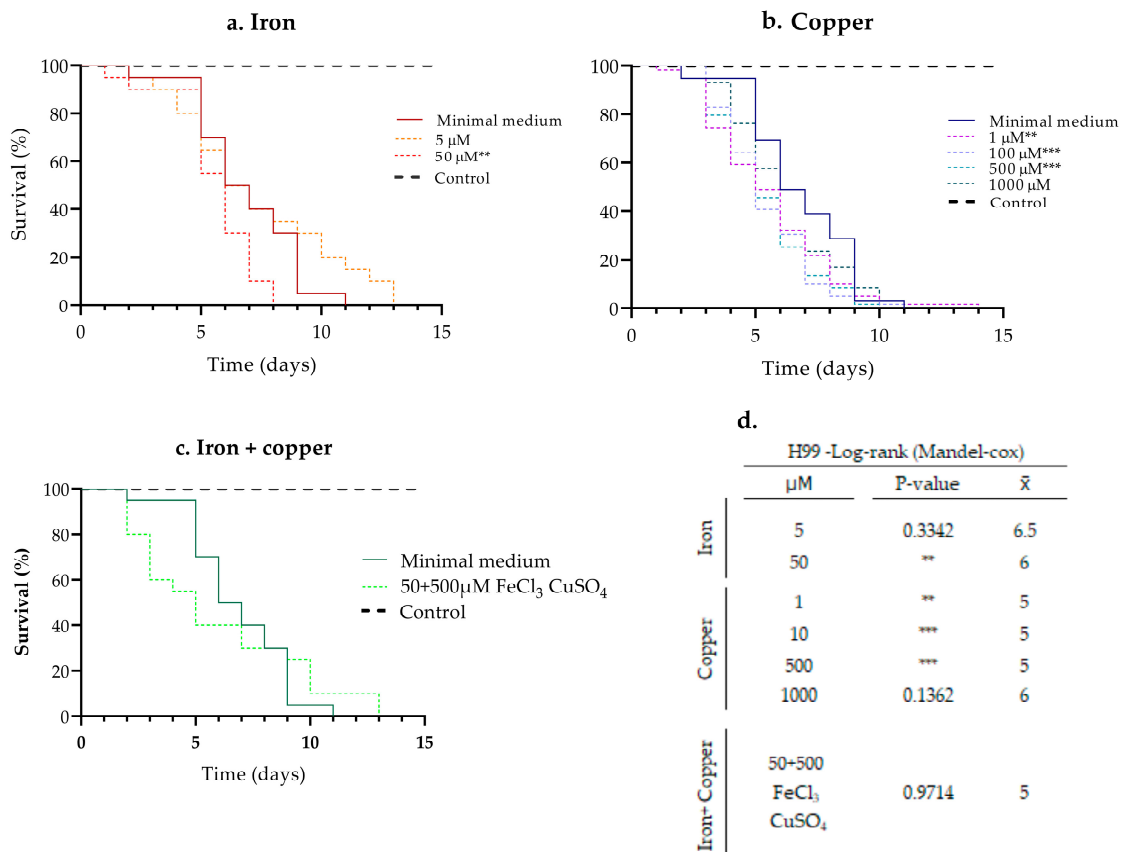 a. Iron
100
80
60
40
20
0
Survival (%)
0 5 10 15
Time (days)
Minimal medium
5 µM
50 µM**
Control
b. Copper
100
80
60
40
20
0
0 5 10 15
Time (days)
Minimal medium
1 µM**
100 µM***
500 µM***
1000 µM
Control
c. Iron + copper
100
80
60
40
20
0
Survival (%)
0 5 10 15
Time (days)
Minimal medium
50+500µM FeCl₃ CuSO₄
Control
d.
H99 -Log-rank (Mandel-cox)
µM P-value x̄
Iron
5 0.3342 6.5
50 ** 6
Copper
1 ** 5
10 *** 5
500 *** 5
1000 0.1362 6
Iron+ Copper
50+500
FeCl₃ 0.9714 5
CuSO₄